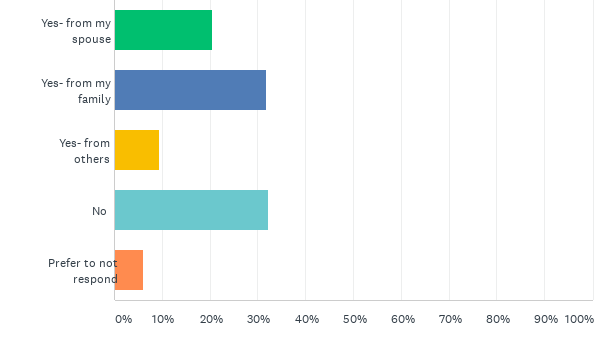 Yes- from my
spouse
Yes- from my
family
Yes- from
others
No
Prefer to not
respond
0% 10% 20% 30% 40% 50% 60% 70% 80% 90% 100%